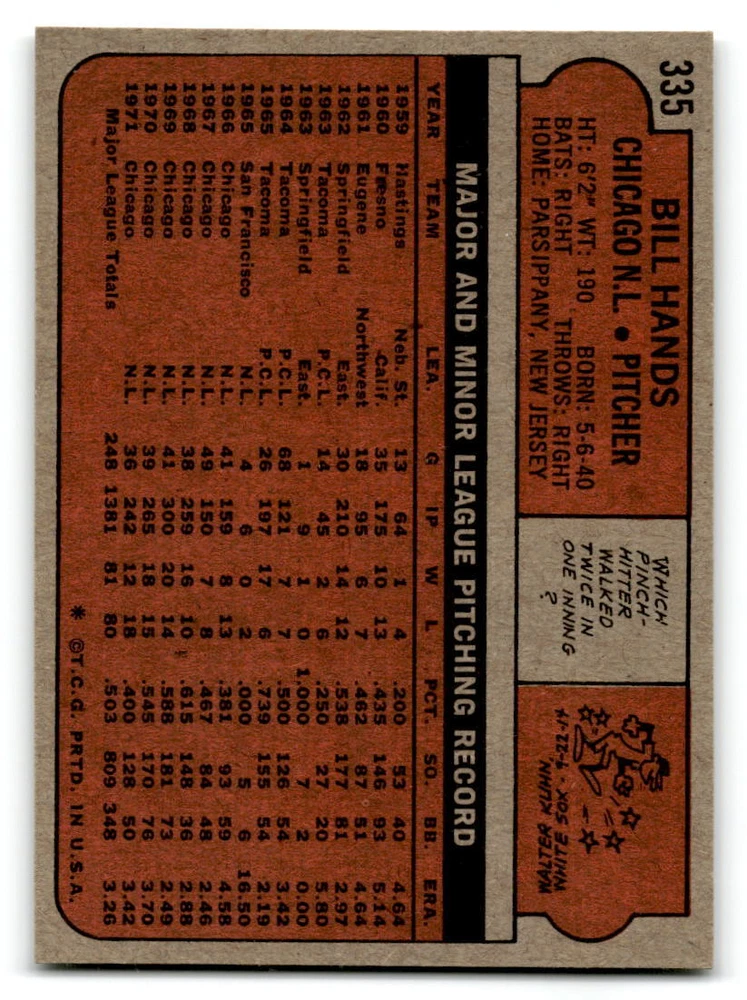 335
BILL HANDS
CHICAGO N.L. • PITCHER
HT: 6'2" WT: 190 BORN: 5-6-40
BATS: RIGHT THROWS: RIGHT
HOME: PARSIPPANY, NEW JERSEY
WHICH
PINCH-
HITTER
WALKED
TWICE IN
ONE INNING
?
WALTER KUHN,
WHITE SOX
MAJOR AND MINOR LEAGUE PITCHING RECORD
YEAR TEAM LEA. G IP W L PCT. SO. BB. ERA.
1959 Hastings Neb. St. 13 64 1 4 .200 53 40 4.64
1960 Fresno Calif. 35 175 10 13 .435 146 93 5.14
1961 Eugene Northwest 18 95 6 7 .462 87 51 4.64
1962 Springfield East. 30 210 14 12 .538 177 81 2.97
1963 Tacoma P.C.L. 14 45 2 6 .250 27 20 5.80
1963 Springfield East. 1 9 1 0 1.000 7 2 0.00
1964 Tacoma P.C.L. 68 121 7 7 .500 126 54 3.42
1965 Tacoma P.C.L. 26 197 17 6 .739 155 54 2.19
1965 San Francisco N.L. 4 6 0 2 .000 5 6 16.50
1966 Chicago N.L. 41 159 8 13 .381 93 59 4.58
1967 Chicago N.L. 49 150 7 8 .467 84 48 2.46
1968 Chicago N.L. 38 259 16 10 .615 148 36 2.88
1969 Chicago N.L. 41 300 20 14 .588 181 73 2.49
1970 Chicago N.L. 39 265 18 15 .545 170 76 3.70
1971 Chicago N.L. 36 242 12 18 .400 128 50 3.42
Major League Totals 248 1381 81 80 .503 809 348 3.26
* ©T.C.G. PRTD. IN U.S.A.